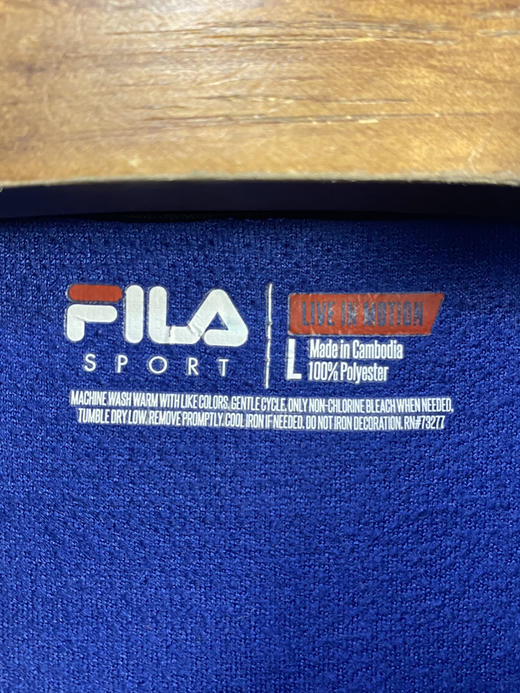 FILA
SPORT
LIVE IN MOTION
L
Made in Cambodia
100% Polyester
MACHINE WASH WARM WITH LIKE COLORS. GENTLE CYCLE. ONLY NON-CHLORINE BLEACH WHEN NEEDED.
TUMBLE DRY LOW. REMOVE PROMPTLY. COOL IRON IF NEEDED. DO NOT IRON DECORATION. RN#73277